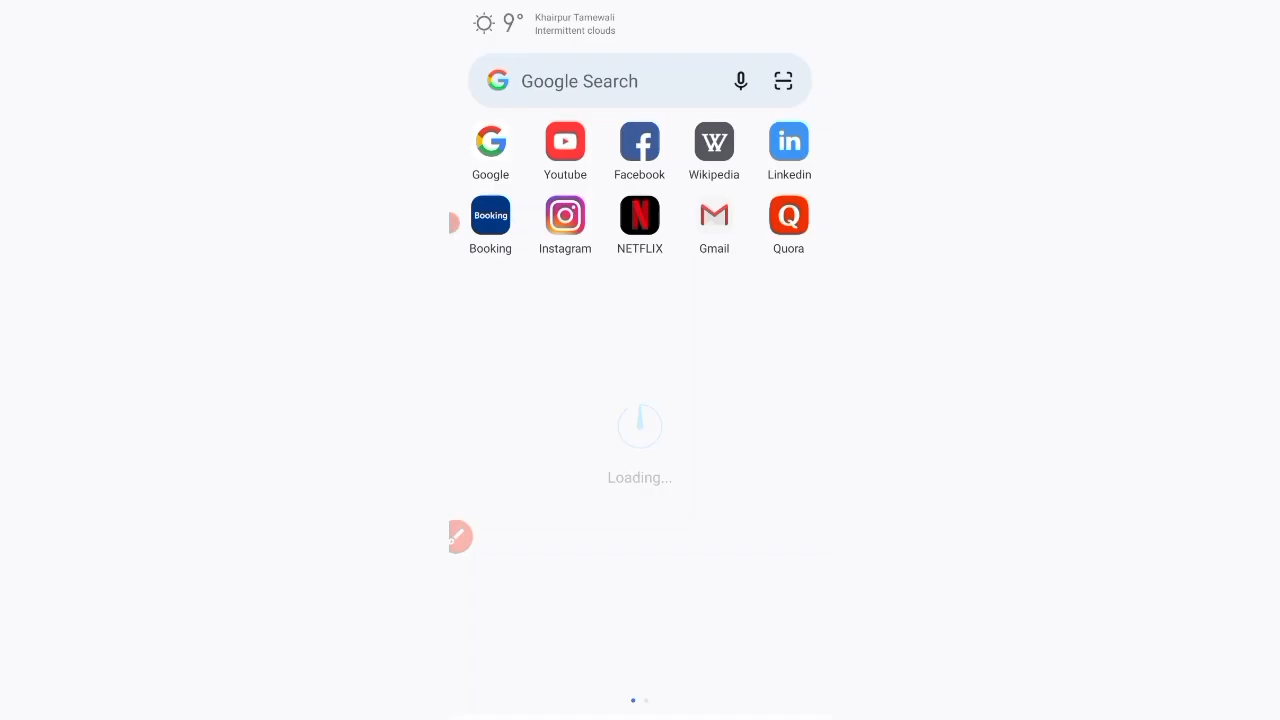 9°
Khairpur Tamewali
Intermittent clouds
Google Search
Google
Youtube
Facebook
Wikipedia
Linkedin
Booking
Booking
Instagram
NETFLIX
Gmail
Quora
Loading...